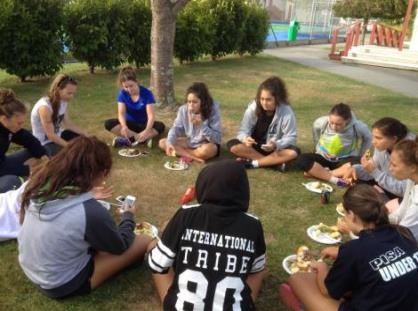 INTERNATIONAL
TRIBE
80
PISA
UNDER